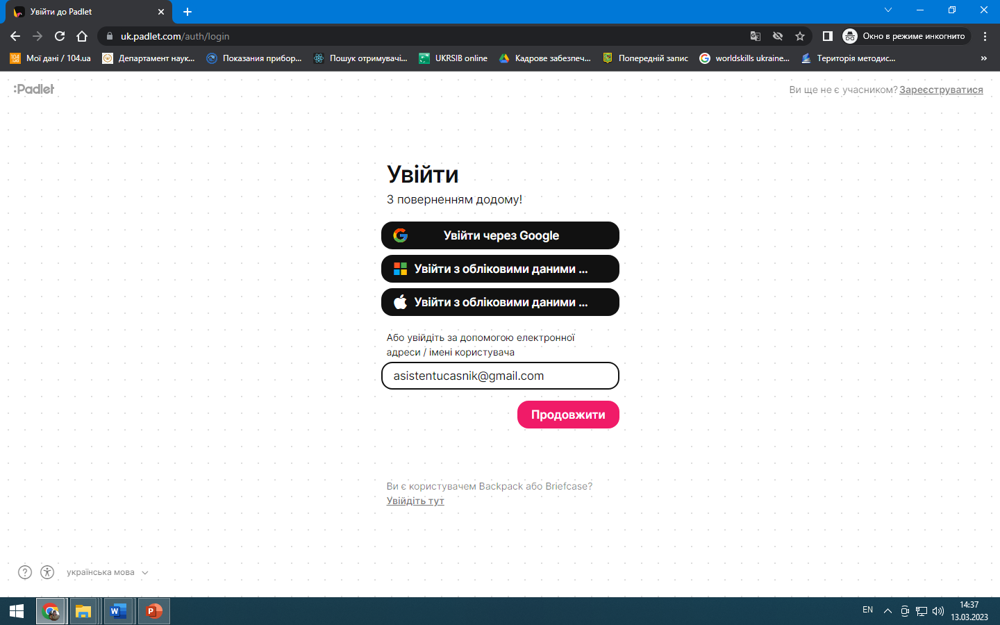 Увійти до Padlet
uk.padlet.com/auth/login
Окно в режиме инкогнито
Мої дані / 104.ua
Департамент наук...
Показания прибор...
Пошук отримувачі...
UKRSIB online
Кадрове забезпеч...
Попередній запис
worldskills ukraine...
Територія методис...
:Padlet
Ви ще не є учасником? Зареєструватися
Увійти
З поверненням додому!
Увійти через Google
Увійти з обліковими даними ...
Увійти з обліковими даними ...
Або увійдіть за допомогою електронної
адреси / імені користувача
asistentucasnik@gmail.com
Продовжити
Ви є користувачем Backpack або Briefcase?
Увійдіть тут
українська мова
EN
14:37
13.03.2023